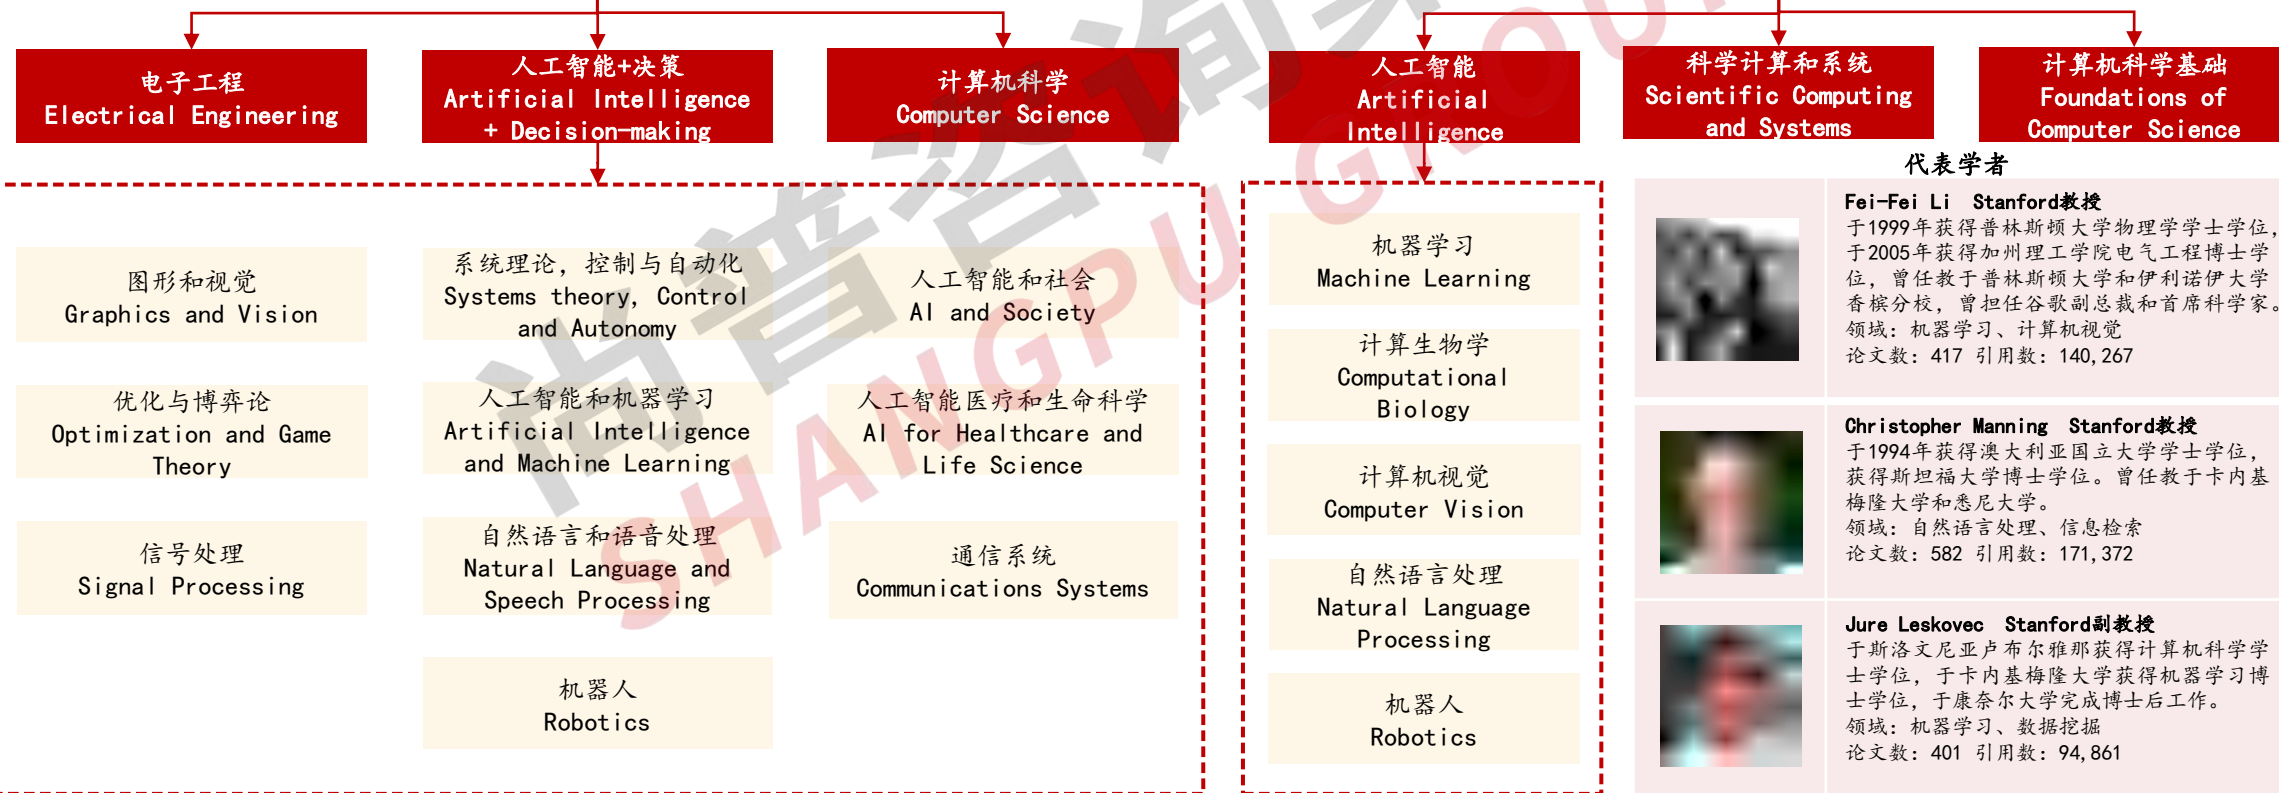 电子工程
Electrical Engineering
人工智能+决策
Artificial Intelligence
+ Decision-making
计算机科学
Computer Science
人工智能
Artificial
Intelligence
科学计算和系统
Scientific Computing
and Systems
计算机科学基础
Foundations of
Computer Science
图形和视觉
Graphics and Vision
系统理论，控制与自动化
Systems theory, Control
and Autonomy
人工智能和社会
AI and Society
优化与博弈论
Optimization and Game
Theory
人工智能和机器学习
Artificial Intelligence
and Machine Learning
人工智能医疗和生命科学
AI for Healthcare and
Life Science
信号处理
Signal Processing
自然语言和语音处理
Natural Language and
Speech Processing
通信系统
Communications Systems
机器人
Robotics
机器学习
Machine Learning
计算生物学
Computational
Biology
计算机视觉
Computer Vision
自然语言处理
Natural Language
Processing
机器人
Robotics
代表学者
Fei-Fei Li Stanford教授
于1999年获得普林斯顿大学物理学学士学位，
于2005年获得加州理工学院电气工程博士学
位，曾任教于普林斯顿大学和伊利诺伊大学
香槟分校，曾担任谷歌副总裁和首席科学家。
领域：机器学习、计算机视觉
论文数：417 引用数：140,267
Christopher Manning Stanford教授
于1994年获得澳大利亚国立大学学士学位，
获得斯坦福大学博士学位。曾任教于卡内基
梅隆大学和悉尼大学。
领域：自然语言处理、信息检索
论文数：582 引用数：171,372
Jure Leskovec Stanford副教授
于斯洛文尼亚卢布尔雅那获得计算机科学学
士学位，于卡内基梅隆大学获得机器学习博
士学位，于康奈尔大学完成博士后工作。
领域：机器学习、数据挖掘
论文数：401 引用数：94,861
尚普咨询集
SHANGPU GROUP